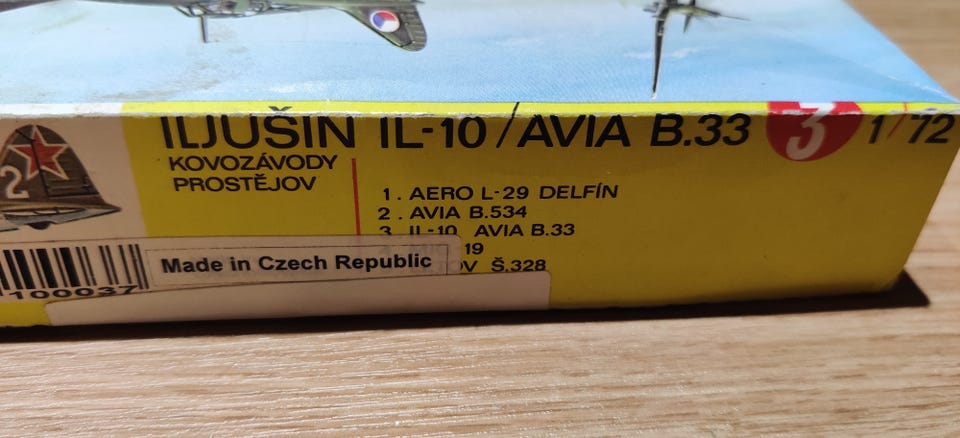 ILJUŠIN IL-10/AVIA B.33 3 1/72
KOVOZÁVODY
PROSTĚJOV
1. AERO L-29 DELFÍN
2. AVIA B.534
3. IL-10 AVIA B.33
19
Š.328
2
Made in Czech Republic
100037